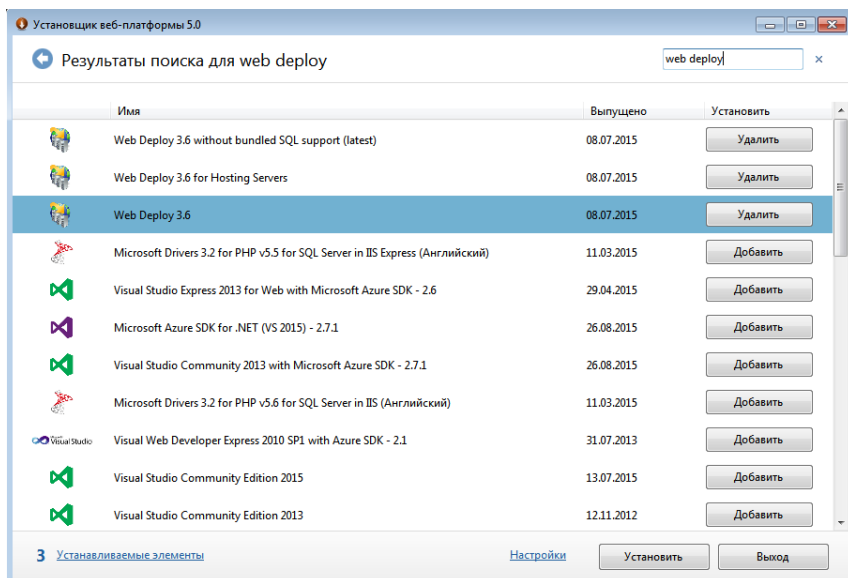 Установщик веб-платформы 5.0
Результаты поиска для web deploy
web deploy
Имя Выпущено Установить
Web Deploy 3.6 without bundled SQL support (latest) 08.07.2015 Удалить
Web Deploy 3.6 for Hosting Servers 08.07.2015 Удалить
Web Deploy 3.6 08.07.2015 Удалить
Microsoft Drivers 3.2 for PHP v5.5 for SQL Server in IIS Express (Английский) 11.03.2015 Добавить
Visual Studio Express 2013 for Web with Microsoft Azure SDK - 2.6 29.04.2015 Добавить
Microsoft Azure SDK for .NET (VS 2015) - 2.7.1 26.08.2015 Добавить
Visual Studio Community 2013 with Microsoft Azure SDK - 2.7.1 26.08.2015 Добавить
Microsoft Drivers 3.2 for PHP v5.6 for SQL Server in IIS (Английский) 11.03.2015 Добавить
Visual Studio Visual Web Developer Express 2010 SP1 with Azure SDK - 2.1 31.07.2013 Добавить
Visual Studio Community Edition 2015 13.07.2015 Добавить
Visual Studio Community Edition 2013 12.11.2012 Добавить
3 Устанавливаемые элементы Настройки Установить Выход